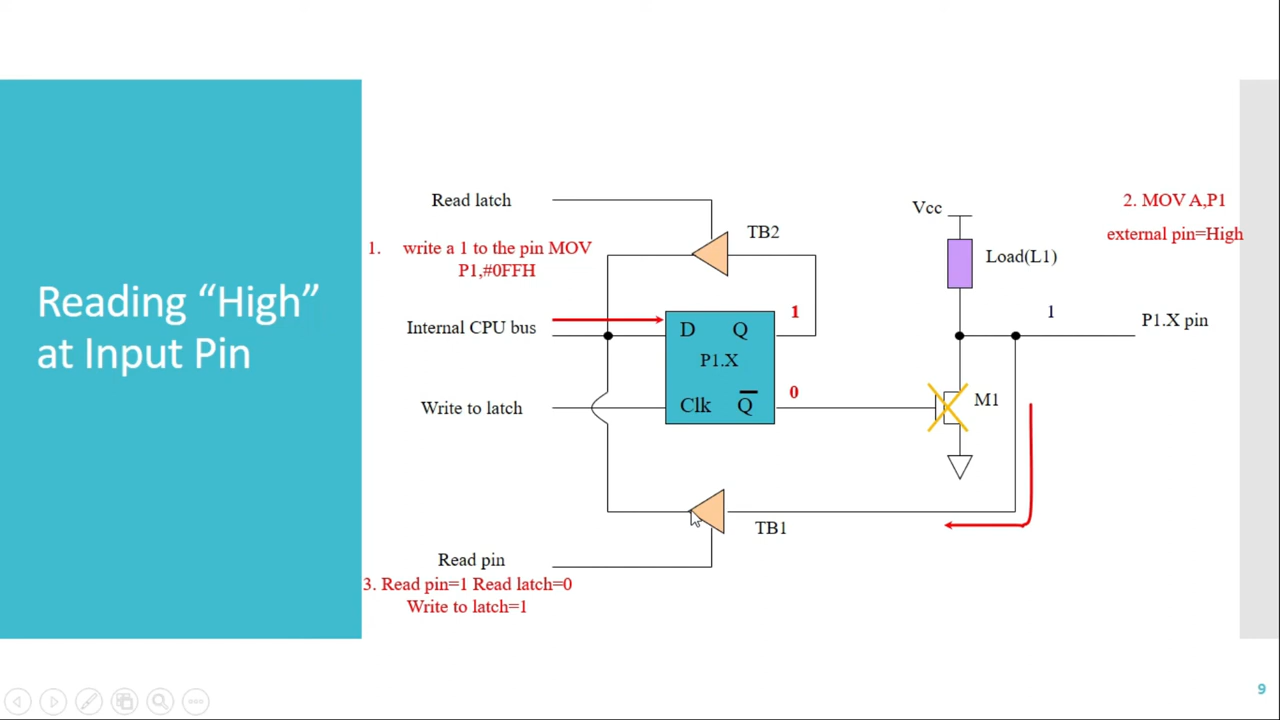 Reading “High”
at Input Pin
Read latch
TB2
Vcc
2. MOV A,P1
external pin=High
1. write a 1 to the pin MOV
P1,#0FFH
Load(L1)
Internal CPU bus
D Q
1
1
P1.X pin
P1.X
Write to latch
Clk Q̅
0
M1
TB1
Read pin
3. Read pin=1 Read latch=0
Write to latch=1
9